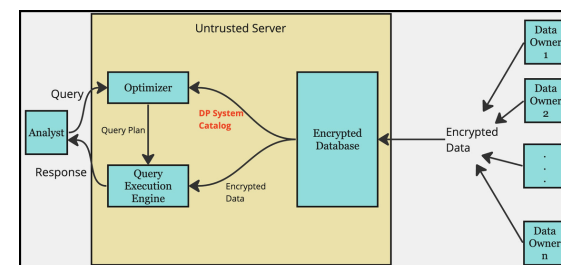 Untrusted Server
Data
Owner
1
Query
Optimizer
Data
Owner
2
DP System
Catalog
Analyst
Query Plan
Encrypted
Database
Encrypted
Data
.
.
.
Response
Query
Execution
Engine
Encrypted
Data
Data
Owner
n